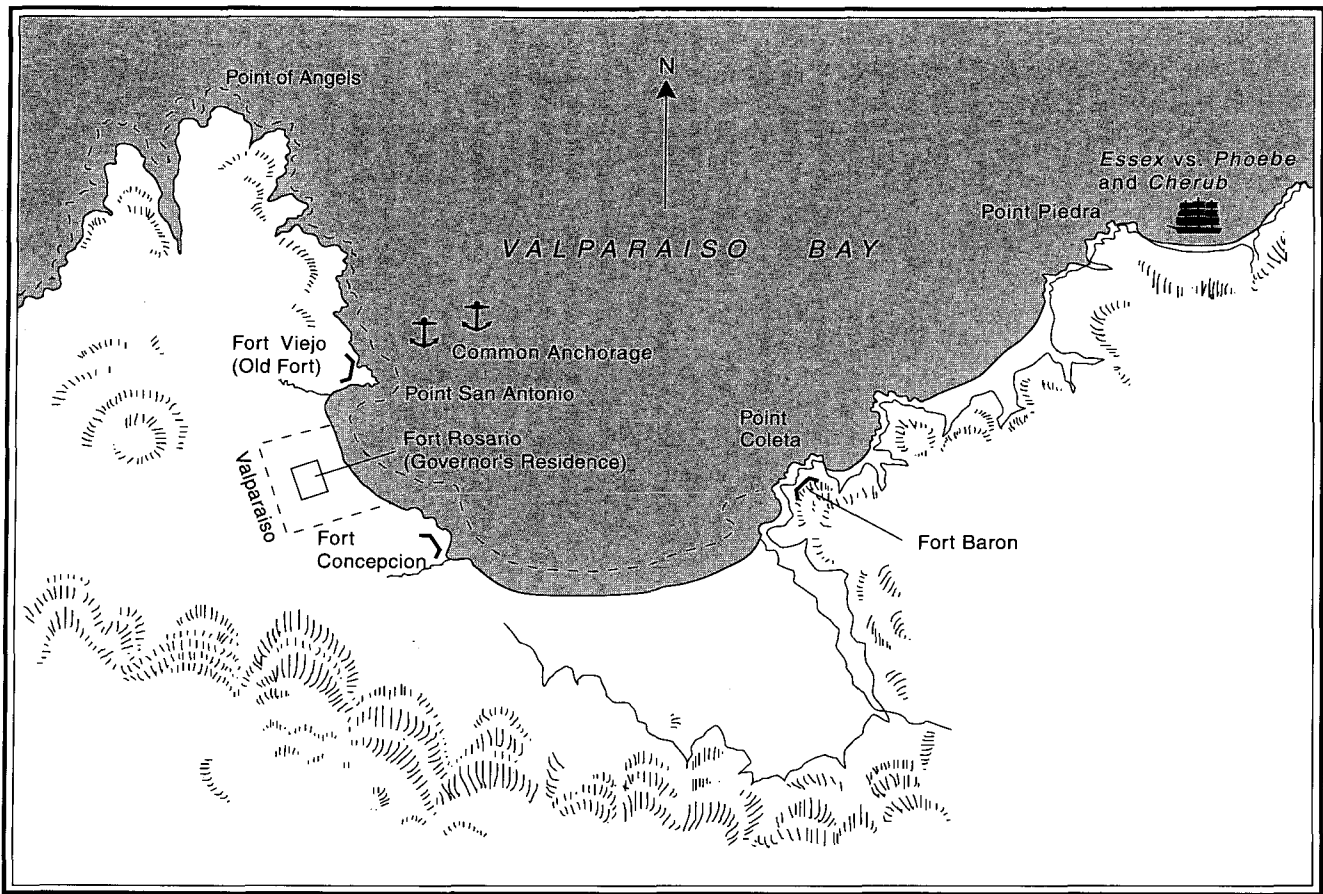 Point of Angels
N
Essex vs. Phoebe
and Cherub
Point Piedra
VALPARAISO BAY
Fort Viejo
(Old Fort)
Common Anchorage
Point San Antonio
Point
Coleta
Fort Rosario
(Governor's Residence)
Valparaiso
Fort
Concepcion
Fort Baron